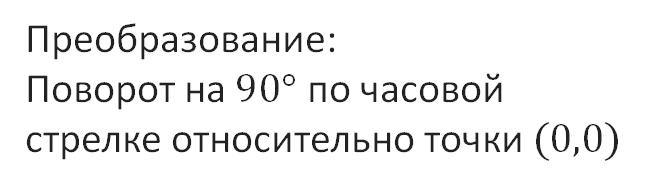 Преобразование:
Поворот на 90° по часовой
стрелке относительно точки (0,0)